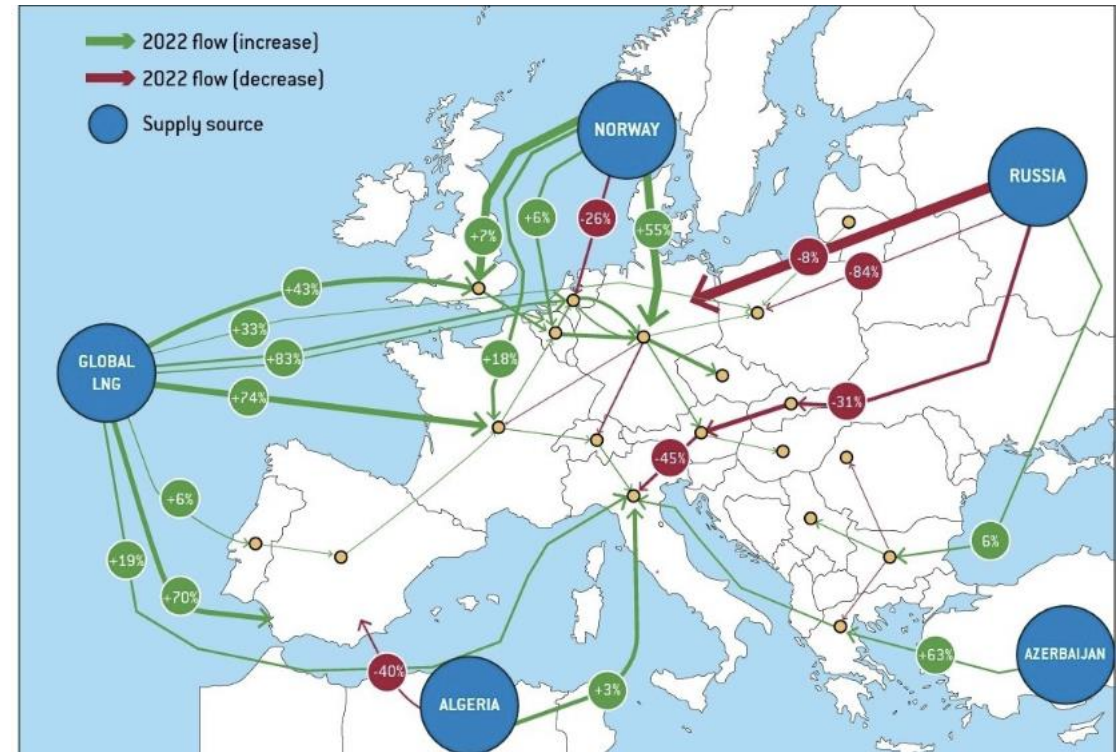 2022 flow (increase)
2022 flow (decrease)
Supply source
NORWAY
RUSSIA
+7%
+6%
-26%
+55%
-8%
-84%
+43%
+33%
+83%
+18%
GLOBAL
LNG
+74%
-31%
-45%
+6%
+19%
6%
+70%
-40%
+3%
+63%
AZERBAIJAN
ALGERIA